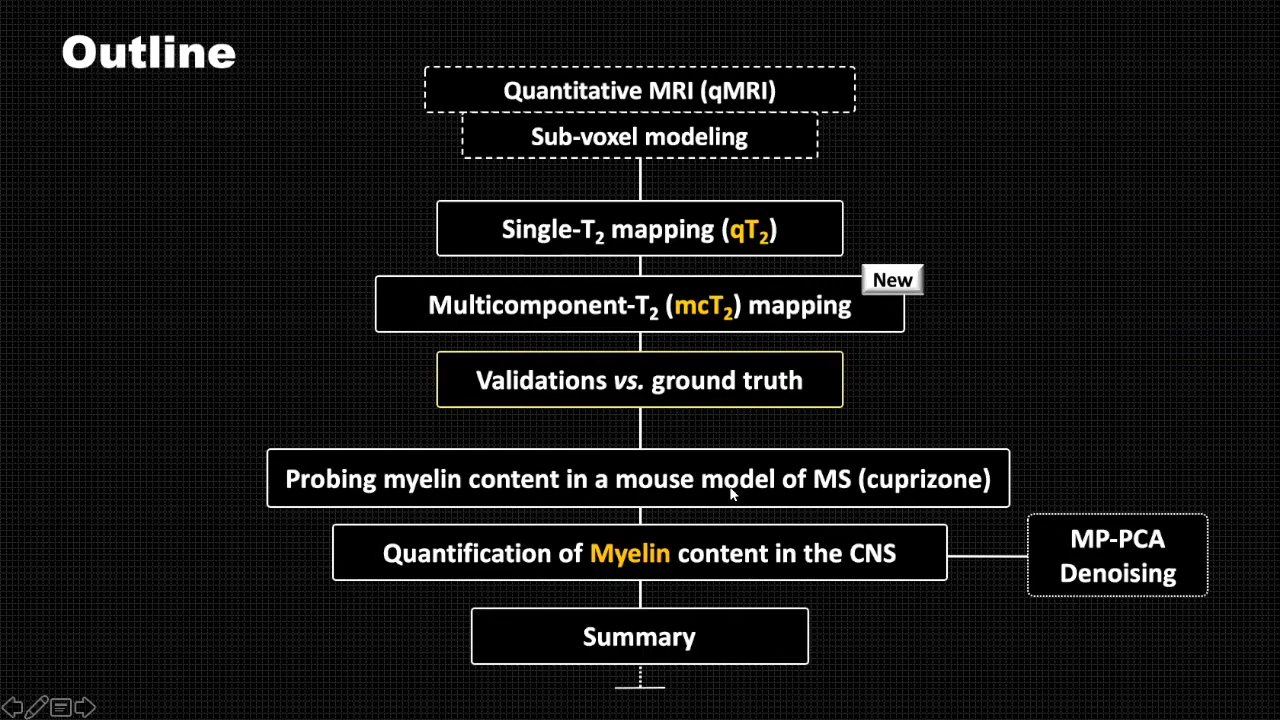 Outline
Quantitative MRI (qMRI)
Sub-voxel modeling
Single-T₂ mapping (qT₂)
New
Multicomponent-T₂ (mcT₂) mapping
Validations vs. ground truth
Probing myelin content in a mouse model of MS (cuprizone)
Quantification of Myelin content in the CNS
MP-PCA
Denoising
Summary